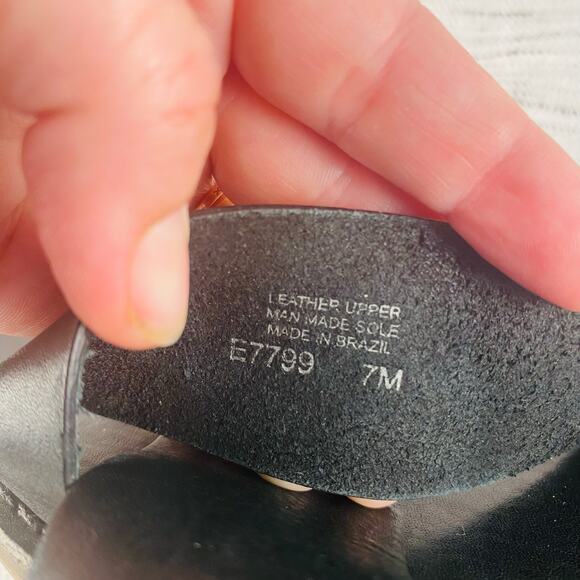 LEATHER UPPER
MAN MADE SOLE
MADE IN BRAZIL
E7799 7M